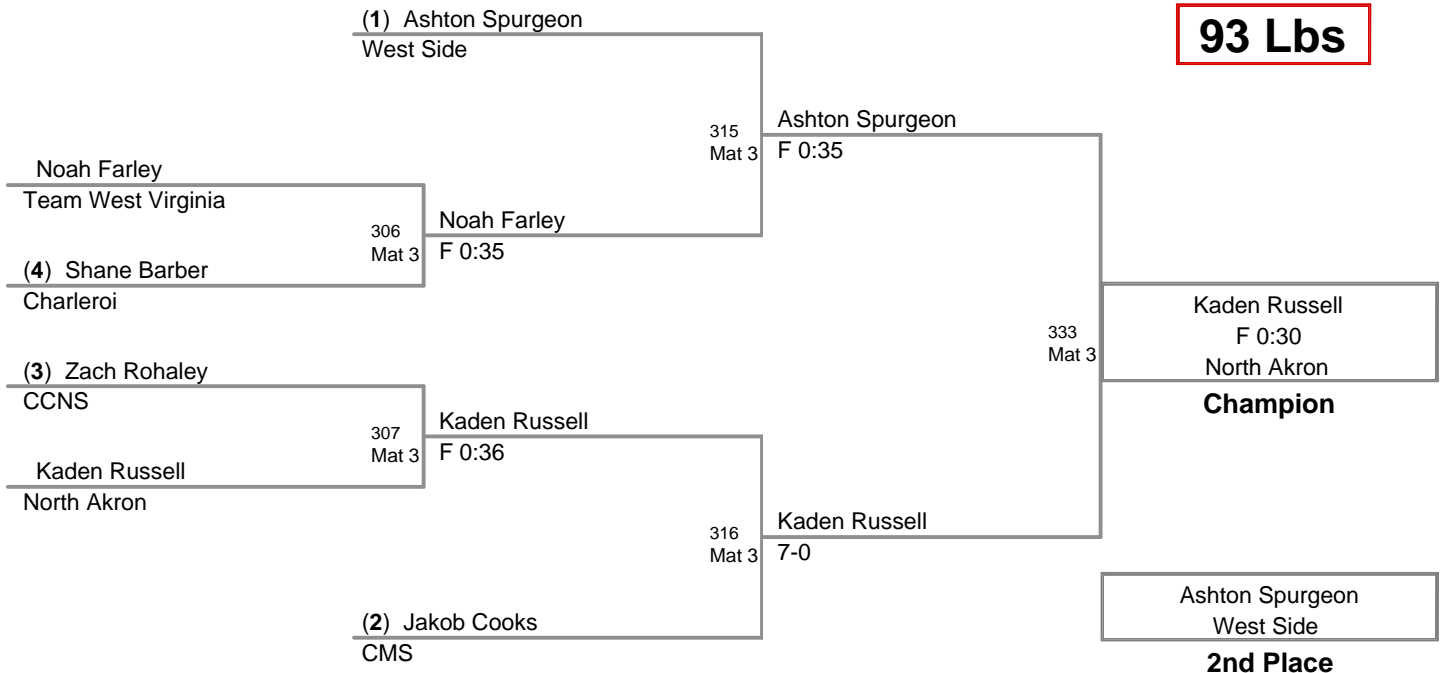 (1) Ashton Spurgeon
West Side
93 Lbs
315
Mat 3
Ashton Spurgeon
F 0:35
Noah Farley
Team West Virginia
306
Mat 3
Noah Farley
F 0:35
(4) Shane Barber
Charleroi
333
Mat 3
Kaden Russell
F 0:30
North Akron
Champion
(3) Zach Rohaley
CCNS
307
Mat 3
Kaden Russell
F 0:36
Kaden Russell
North Akron
316
Mat 3
Kaden Russell
7-0
(2) Jakob Cooks
CMS
Ashton Spurgeon
West Side
2nd Place